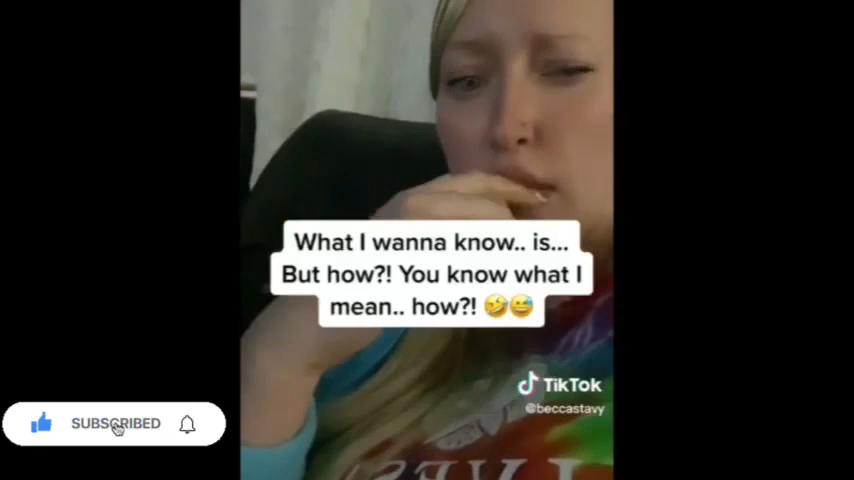 What I wanna know.. is...
But how?! You know what I
mean.. how?! 🤣😅
TikTok
@beccastavy
SUBSCRIBED